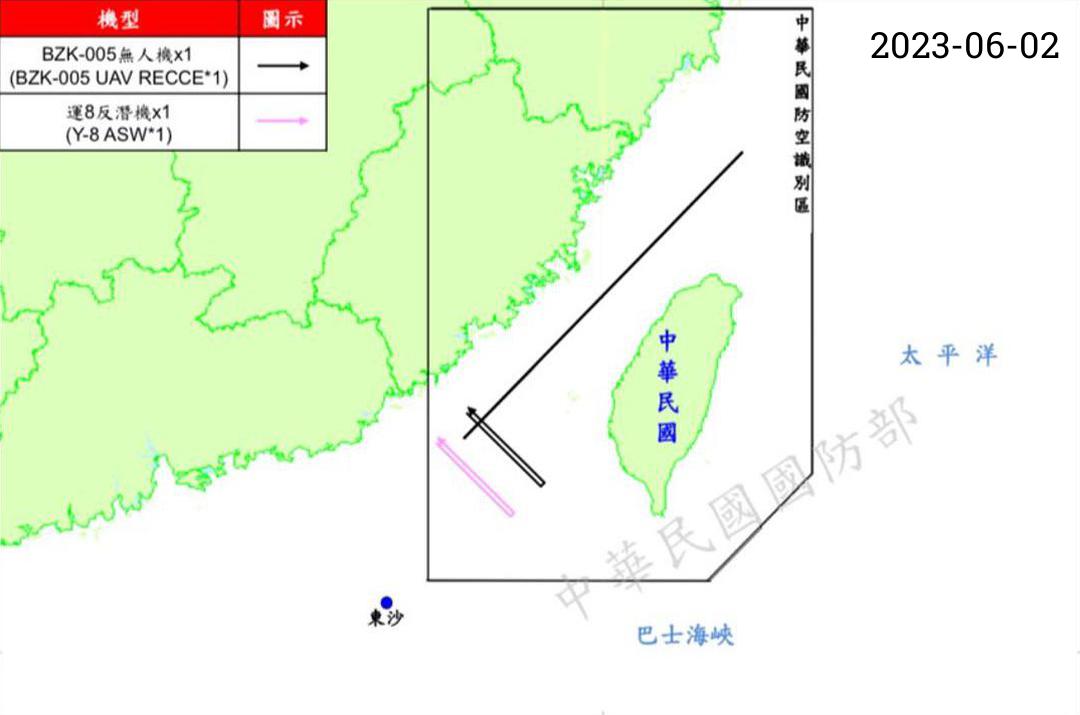 機型
圖示
BZK-005無人機x1
(BZK-005 UAV RECCE*1)
運8反潛機x1
(Y-8 ASW*1)
2023-06-02
中華民國防空識別區
中華民國
太平洋
中華民國國防部
東沙
巴士海峽